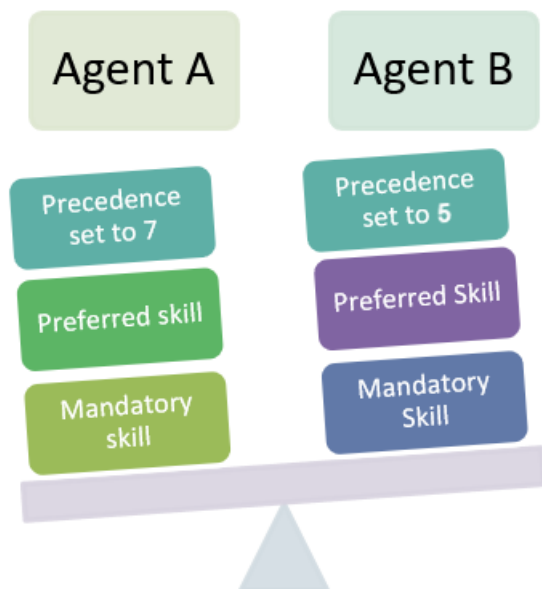 Agent A
Agent B
Precedence
set to 7
Precedence
set to 5
Preferred skill
Preferred Skill
Mandatory
skill
Mandatory
Skill